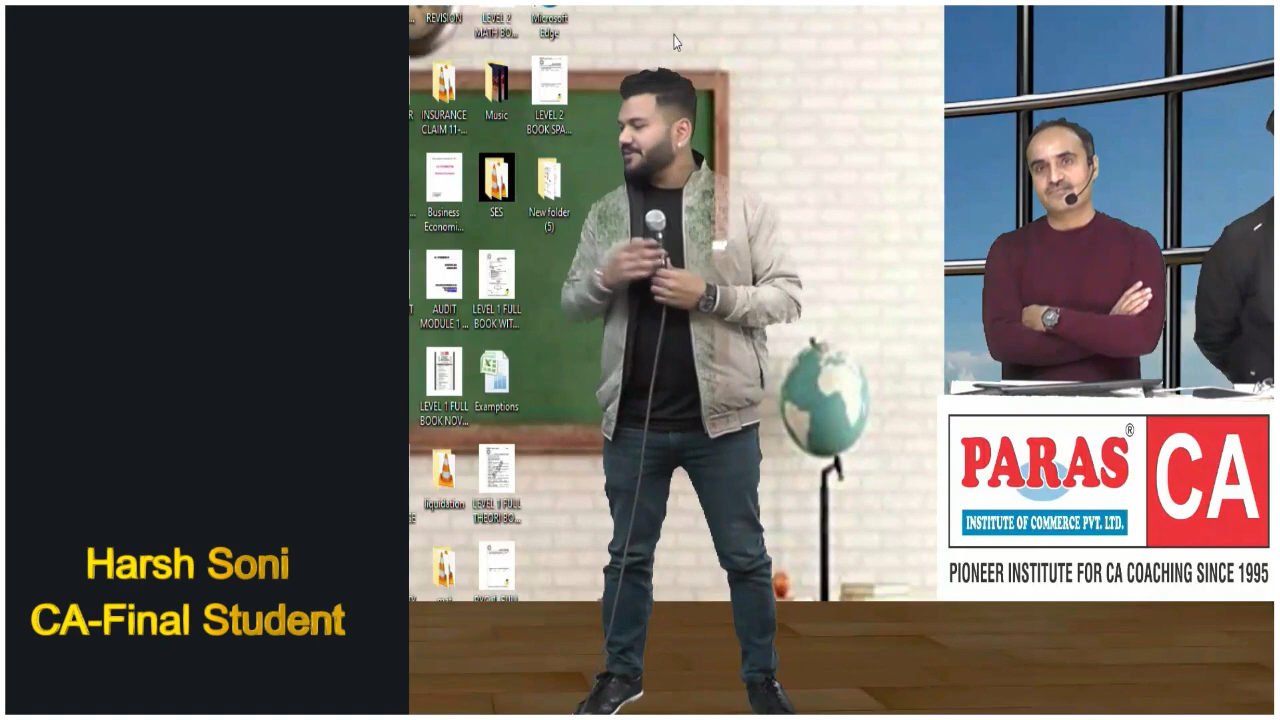 REVISION
LEVEL 2
MATH BO...
Microsoft
Edge
INSURANCE
CLAIM 11-...
Music
LEVEL 2
BOOK SPA...
Business
Economi...
SES
New folder
(5)
AUDIT
MODULE 1 ...
LEVEL 1 FULL
BOOK WIT...
LEVEL 1 FULL
BOOK NOV...
Examptions
liquidation
LEVEL 1 FULL
THEORI BO...
Harsh Soni
CA-Final Student
PARAS®
CA
INSTITUTE OF COMMERCE PVT. LTD.
PIONEER INSTITUTE FOR CA COACHING SINCE 1995